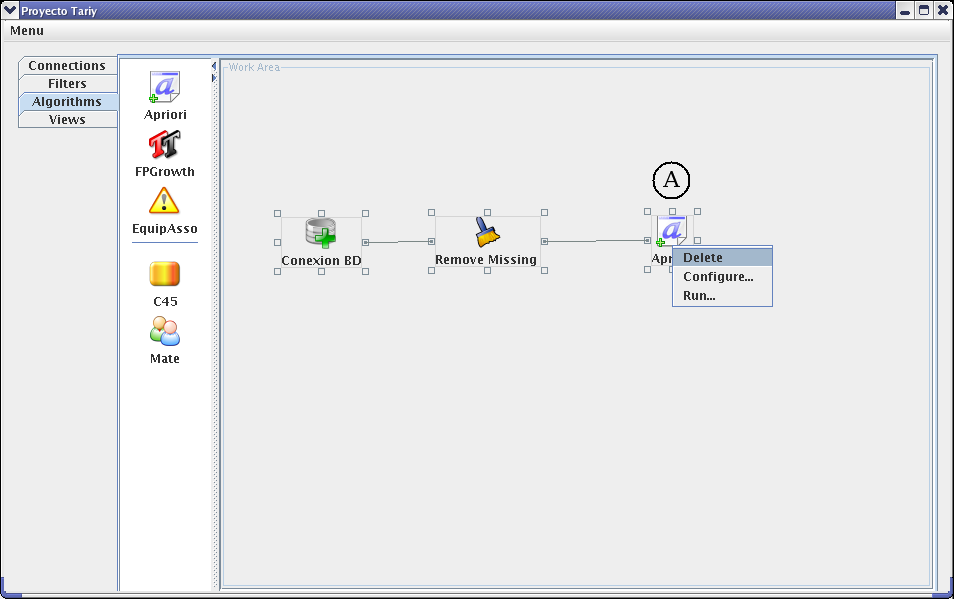 Proyecto Tariy
Menu
Connections
Filters
Algorithms
Views
Apriori
FPGrowth
EquipAsso
C45
Mate
Work Area
A
Conexion BD
Remove Missing
Apr
Delete
Configure...
Run...